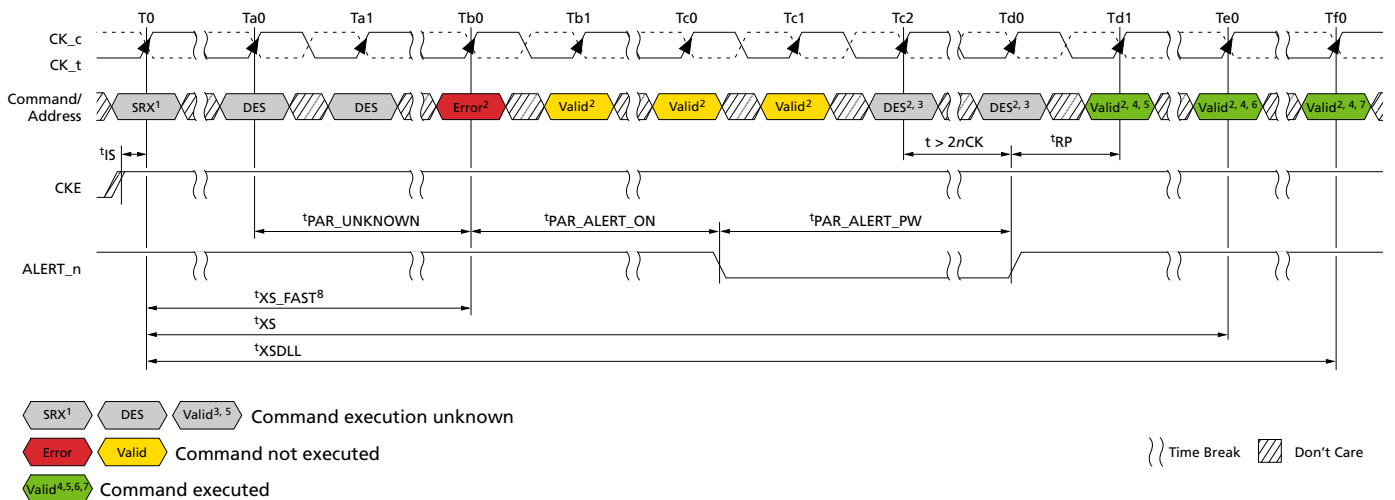 T0 Ta0 Ta1 Tb0 Tb1 Tc0 Tc1 Tc2 Td0 Td1 Te0 Tf0
CK_c
CK_t
Command/
Address
SRX¹ DES DES Error² Valid² Valid² Valid² DES²˒ ³ DES²˒ ³ Valid²˒ ⁴˒ ⁵ Valid²˒ ⁴˒ ⁶ Valid²˒ ⁴˒ ⁷
ᵗIS t > 2nCK ᵗRP
CKE
ᵗPAR_UNKNOWN ᵗPAR_ALERT_ON ᵗPAR_ALERT_PW
ALERT_n
ᵗXS_FAST⁸
ᵗXS
ᵗXSDLL
SRX¹ DES Valid³˒ ⁵ Command execution unknown
Error Valid Command not executed
Time Break Don't Care
Valid⁴˒⁵˒⁶˒⁷ Command executed